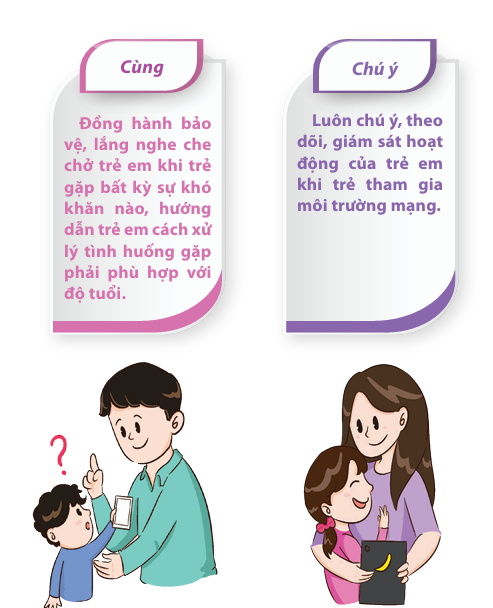 Cùng
Đồng hành bảo
vệ, lắng nghe che
chở trẻ em khi trẻ
gặp bất kỳ sự khó
khăn nào, hướng
dẫn trẻ em cách xử
lý tình huống gặp
phải phù hợp với
độ tuổi.
Chú ý
Luôn chú ý, theo
dõi, giám sát hoạt
động của trẻ em
khi trẻ tham gia
môi trường mạng.
?